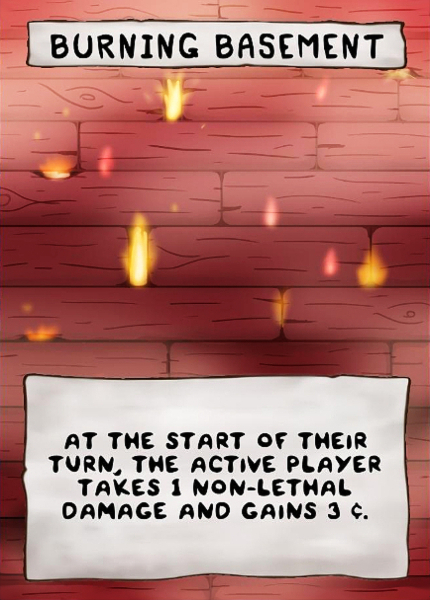 BURNING BASEMENT
AT THE START OF THEIR
TURN, THE ACTIVE PLAYER
TAKES 1 NON-LETHAL
DAMAGE AND GAINS 3 ¢.